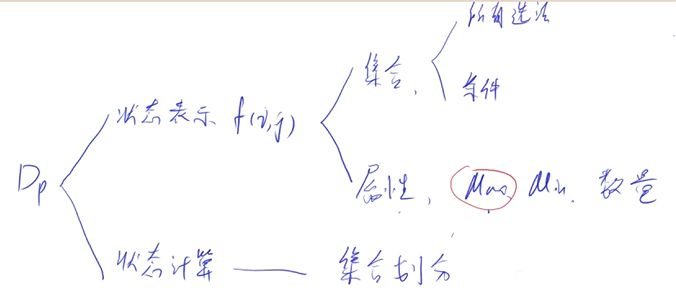 所有选法
集合
条件
状态表示 f(i,j)
Dp
属性, Max Min 数量
状态计算
集合划分